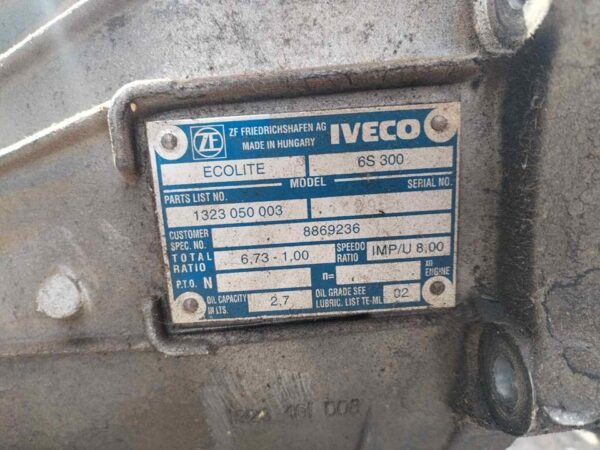 ZF ZF FRIEDRICHSHAFEN AG IVECO
MADE IN HUNGARY
ECOLITE 6S 300
MODEL
PARTS LIST NO. SERIAL NO.
1323 050 003
CUSTOMER SPEC. NO. 8869236
TOTAL RATIO 6,73 - 1,00 SPEEDO RATIO IMP/U 8,00
P.T.O. N n= X ENGINE
OIL CAPACITY IN LTS. 2,7 OIL GRADE SEE LUBRIC. LIST TE-ML 02
008